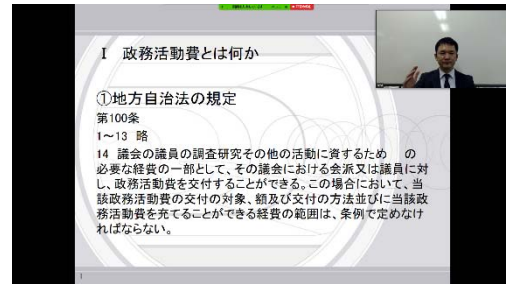 Ⅰ　政務活動費とは何か
①地方自治法の規定
第100条
1～13　略
14　議会の議員の調査研究その他の活動に資するため　の
必要な経費の一部として、その議会における会派又は議員に対
し、政務活動費を交付することができる。この場合において、当
該政務活動費の交付の対象、額及び交付の方法並びに当該政
務活動費を充てることができる経費の範囲は、条例で定めなけ
ればならない。
1